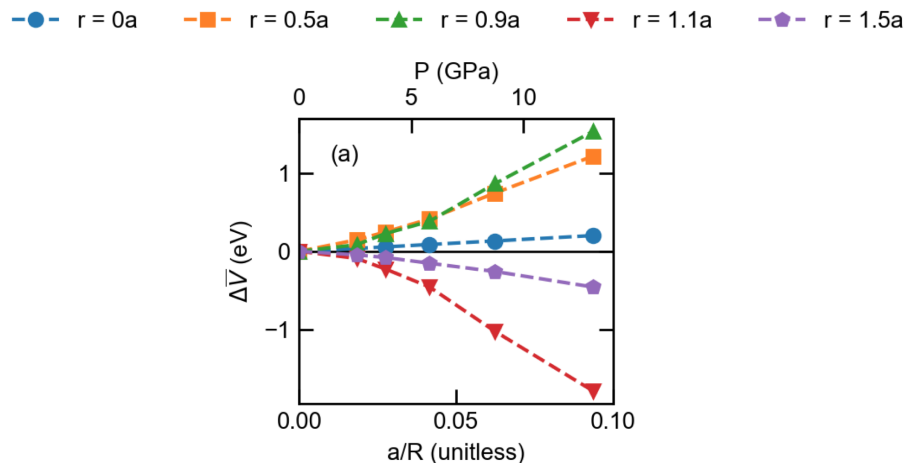 r = 0a r = 0.5a r = 0.9a r = 1.1a r = 1.5a
P (GPa)
0 5 10
(a)
1
0
−1
ΔV̅ (eV)
0.00 0.05 0.10
a/R (unitless)